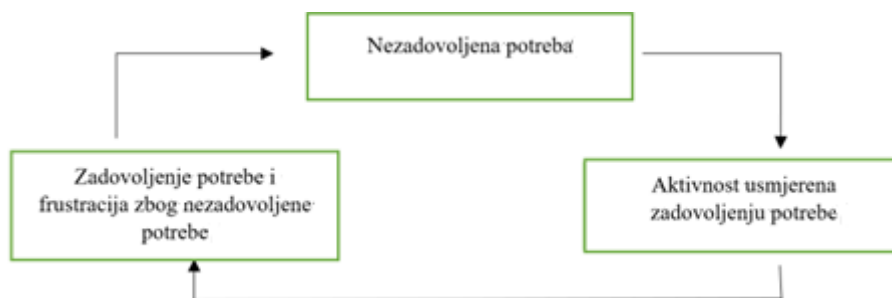 Nezadovoljena potreba
Zadovoljenje potrebe i
frustracija zbog nezadovoljene
potrebe
Aktivnost usmjerena
zadovoljenju potrebe